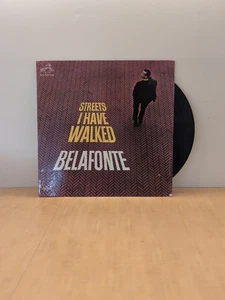 STREETS
I HAVE
WALKED
BELAFONTE